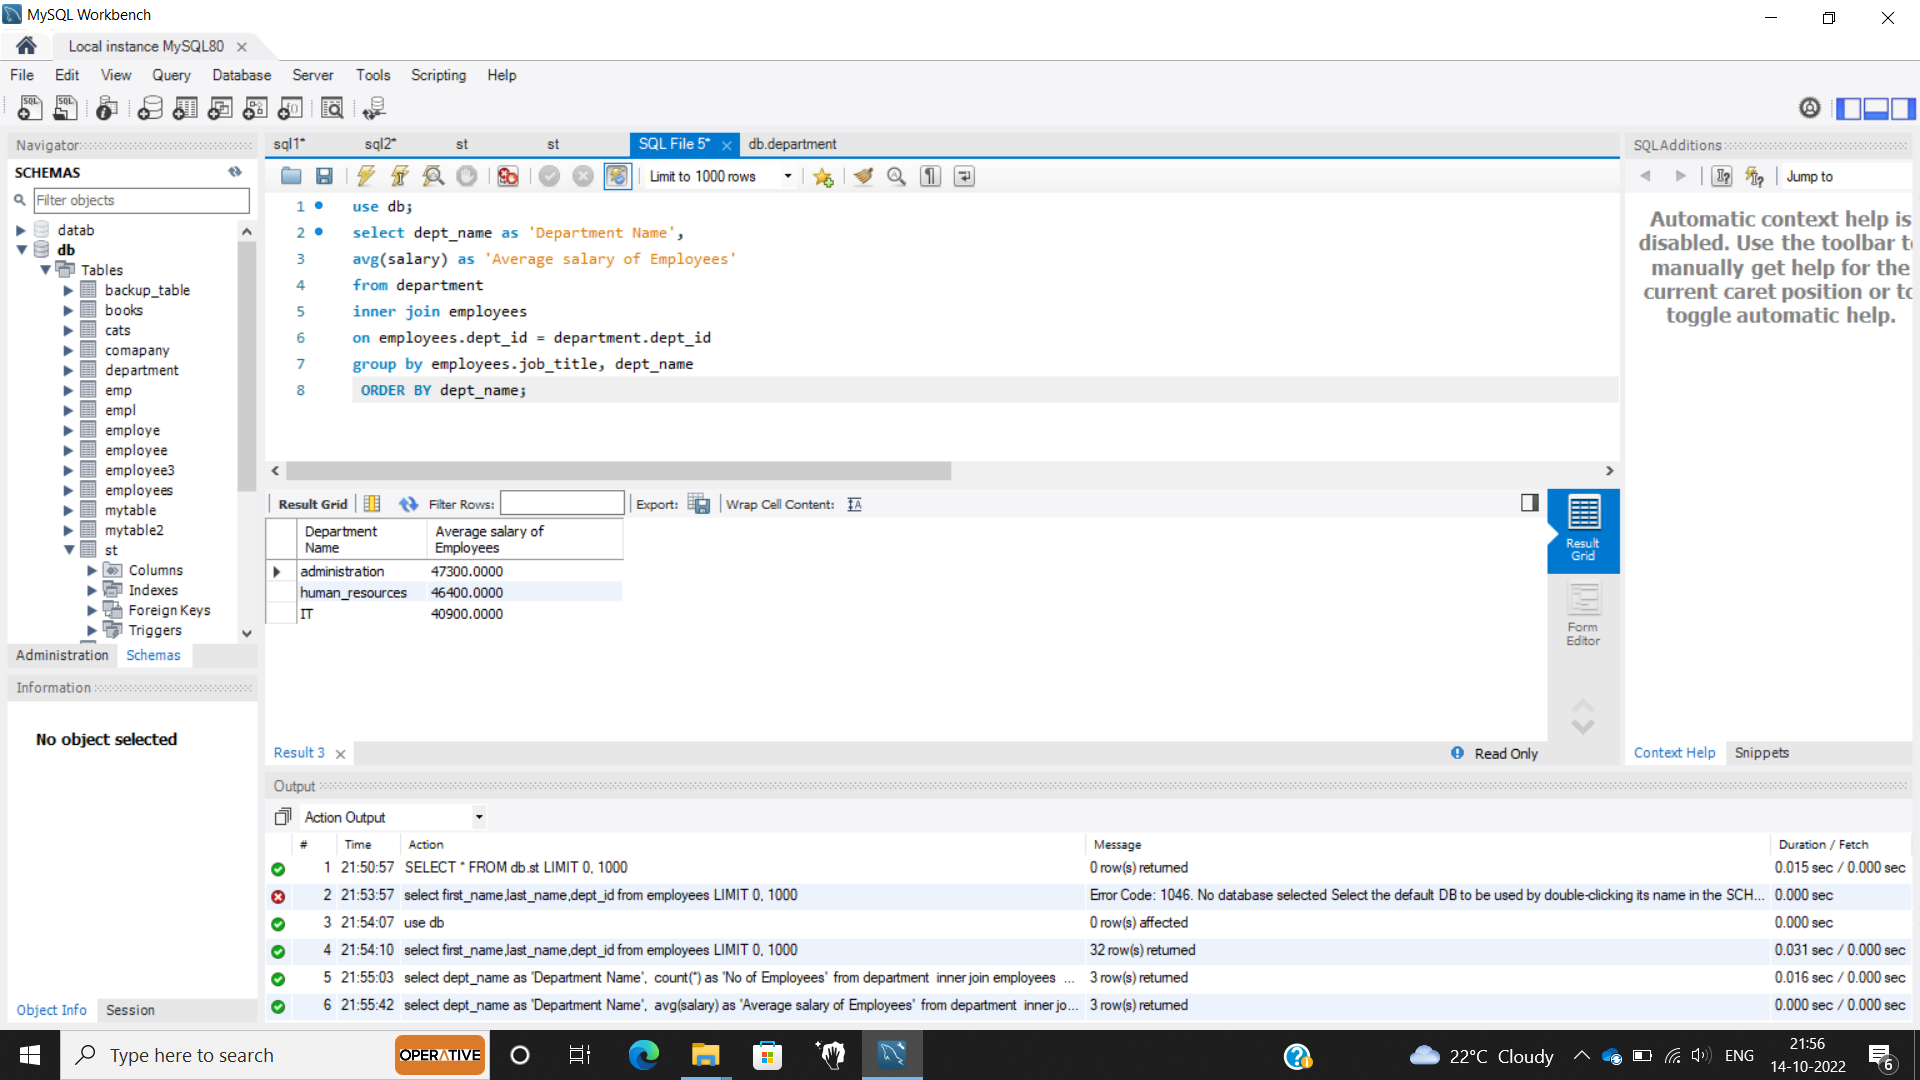 MySQL Workbench
Local instance MySQL80
File Edit View Query Database Server Tools Scripting Help
Navigator
SCHEMAS
Filter objects
datab
db
Tables
backup_table
books
cats
comapany
department
emp
empl
employe
employee
employee3
employees
mytable
mytable2
st
Columns
Indexes
Foreign Keys
Triggers
Administration Schemas
Information
No object selected
Object Info Session
sql1* sql2* st st SQL File 5* db.department
Limit to 1000 rows
1 use db;
2 select dept_name as 'Department Name',
3 avg(salary) as 'Average salary of Employees'
4 from department
5 inner join employees
6 on employees.dept_id = department.dept_id
7 group by employees.job_title, dept_name
8 ORDER BY dept_name;
Result Grid Filter Rows: Export: Wrap Cell Content:
Department Name Average salary of Employees
administration 47300.0000
human_resources 46400.0000
IT 40900.0000
Result Grid
Form Editor
Result 3 Read Only
SQLAdditions
Jump to
Automatic context help is
disabled. Use the toolbar t
manually get help for the
current caret position or to
toggle automatic help.
Context Help Snippets
Output
Action Output
# Time Action Message Duration / Fetch
1 21:50:57 SELECT * FROM db.st LIMIT 0, 1000 0 row(s) returned 0.015 sec / 0.000 sec
2 21:53:57 select first_name,last_name,dept_id from employees LIMIT 0, 1000 Error Code: 1046. No database selected Select the default DB to be used by double-clicking its name in the SCH... 0.000 sec
3 21:54:07 use db 0 row(s) affected 0.000 sec
4 21:54:10 select first_name,last_name,dept_id from employees LIMIT 0, 1000 32 row(s) returned 0.031 sec / 0.000 sec
5 21:55:03 select dept_name as 'Department Name', count(*) as 'No of Employees' from department inner join employees ... 3 row(s) returned 0.016 sec / 0.000 sec
6 21:55:42 select dept_name as 'Department Name', avg(salary) as 'Average salary of Employees' from department inner jo... 3 row(s) returned 0.000 sec / 0.000 sec
Type here to search
OPERATIVE
22°C Cloudy
ENG
21:56
14-10-2022
6